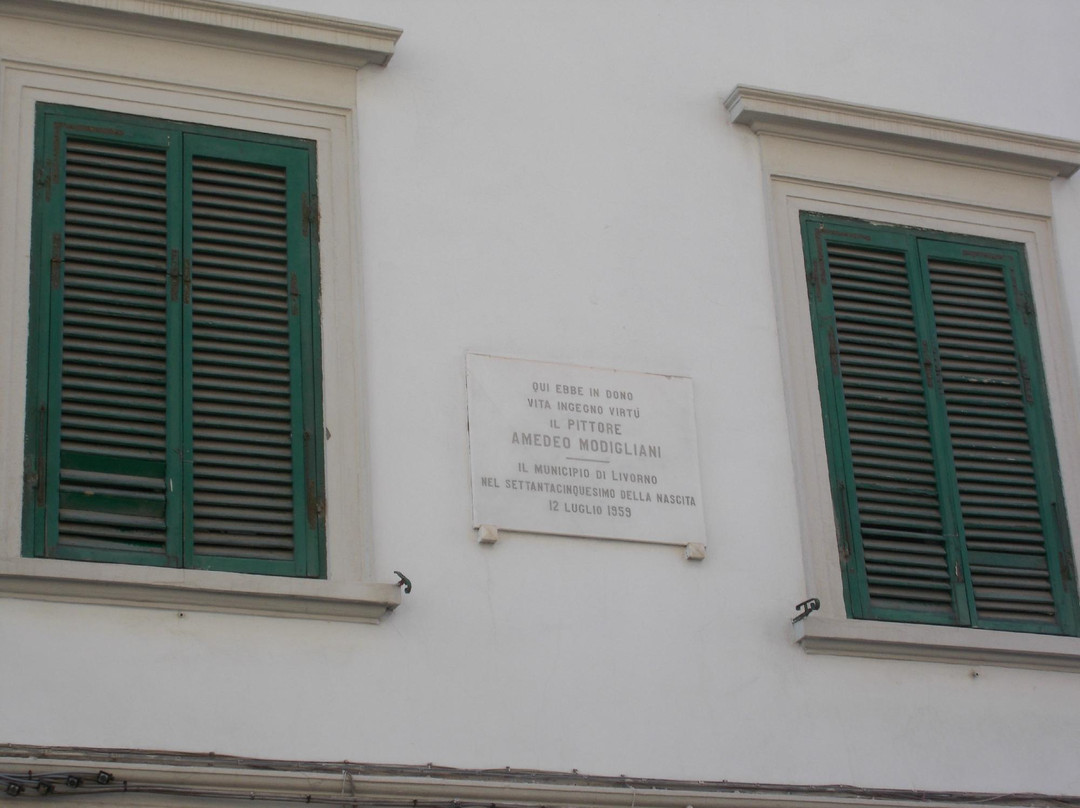 QUI EBBE IN DONO
VITA INGEGNO VIRTÚ
IL PITTORE
AMEDEO MODIGLIANI
IL MUNICIPIO DI LIVORNO
NEL SETTANTACINQUESIMO DELLA NASCITA
12 LUGLIO 1959